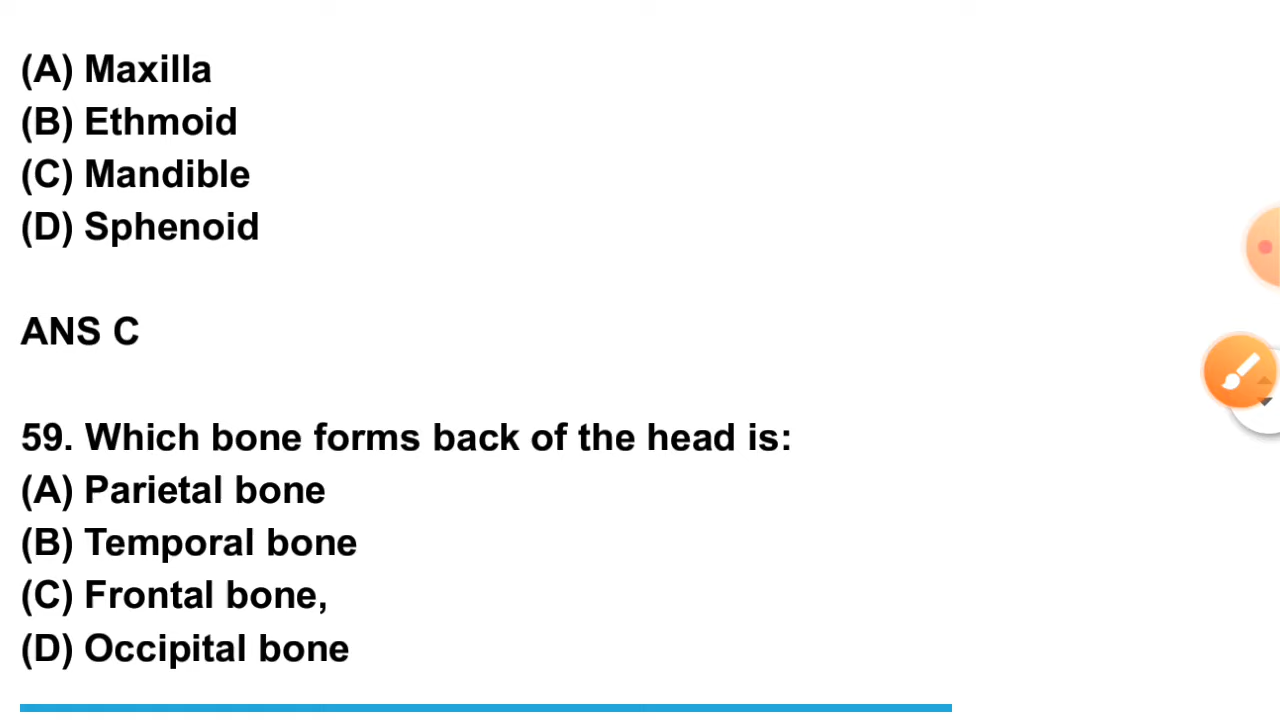 (A) Maxilla
(B) Ethmoid
(C) Mandible
(D) Sphenoid
ANS C
59. Which bone forms back of the head is:
(A) Parietal bone
(B) Temporal bone
(C) Frontal bone,
(D) Occipital bone